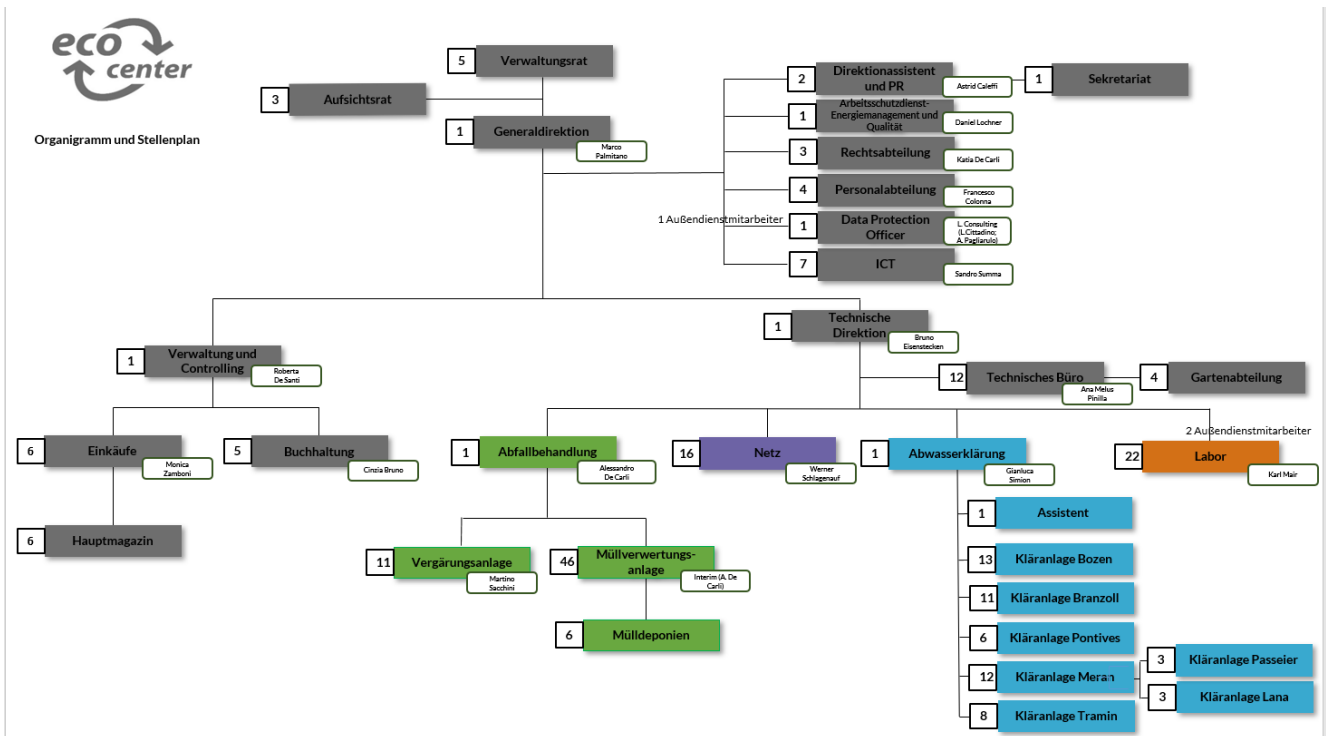 eco
center
Organigramm und Stellenplan
5
Verwaltungsrat
3
Aufsichtsrat
1
Generaldirektion
Marco
Palmitano
2
Direktionassistent
und PR
Astrid Caleffi
1
Sekretariat
1
Arbeitsschutzdienst-
Energiemanagement und
Qualität
Daniel Lochner
3
Rechtsabteilung
Katia De Carli
4
Personalabteilung
Francesco
Colonna
1 Außendienstmitarbeiter
1
Data Protection
Officer
L. Consulting
(L.Cittadino;
A. Pagliarulo)
7
ICT
Sandro Summa
1
Technische
Direktion
Bruno
Eisenstecken
1
Verwaltung und
Controlling
Roberta
De Santi
12
Technisches Büro
Ana Melus
Pinilla
4
Gartenabteilung
6
Einkäufe
Monica
Zamboni
5
Buchhaltung
Cinzia Bruno
1
Abfallbehandlung
Alessandro
De Carli
16
Netz
Werner
Schlagenauf
1
Abwasserklärung
Gianluca
Simion
2 Außendienstmitarbeiter
22
Labor
Karl Mair
6
Hauptmagazin
11
Vergärungsanlage
Martino
Sacchini
46
Müllverwertungs-
anlage
Interim (A. De
Carli)
6
Mülldeponien
1
Assistent
13
Kläranlage Bozen
11
Kläranlage Branzoll
6
Kläranlage Pontives
12
Kläranlage Meran
3
Kläranlage Passeier
3
Kläranlage Lana
8
Kläranlage Tramin